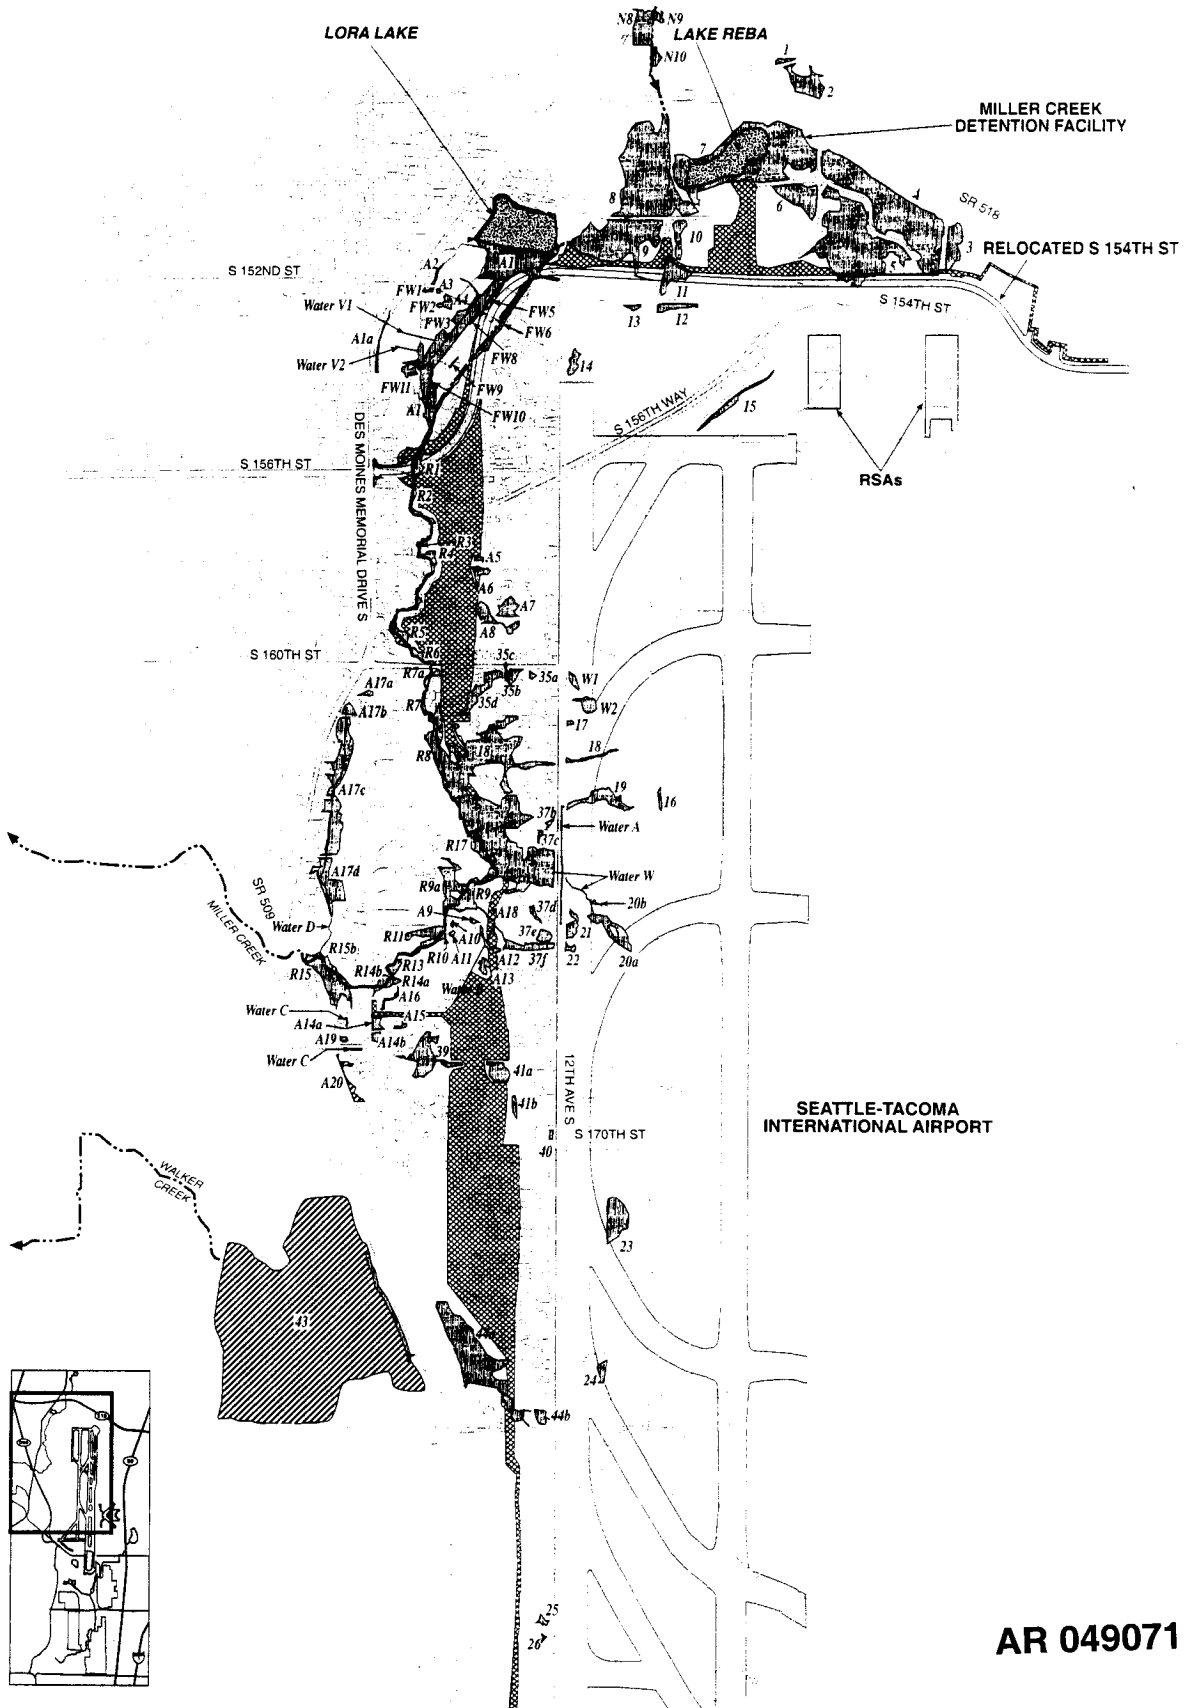 LORA LAKE
N8
N9
7
N10
LAKE REBA
1
2
MILLER CREEK
DETENTION FACILITY
7
8
6
4
SR 518
3
RELOCATED S 154TH ST
10
9
5
A1
A2
S 152ND ST
FW1
A3
A4
FW2
FW3
Water V1
A1a
Water V2
FW11
A1
FW5
FW6
FW8
FW9
FW10
11
13
12
S 154TH ST
14
15
S 156TH WAY
RSAs
DES MOINES MEMORIAL DRIVE S
S 156TH ST
R1
R2
R3
R4
A5
A6
A7
A8
R5
R6
S 160TH ST
R7a
35c
35a
35b
35d
W1
W2
17
A17a
A17b
R7
R8
18
18
19
16
A17c
37b
Water A
37c
R17
A17d
R9a
R9
Water W
20b
SR 509
MILLER CREEK
Water D
A9
A18
37d
21
R11
A10
37e
R10
A11
A12
37f
22
20a
R15b
R15
R14b
R13
R14a
A13
A16
Water C
A14a
A15
A19
A14b
39
Water C
A20
41a
41b
12TH AVE S
S 170TH ST
40
SEATTLE-TACOMA
INTERNATIONAL AIRPORT
WALKER
CREEK
23
43
44a
24
44b
25
26
AR 049071